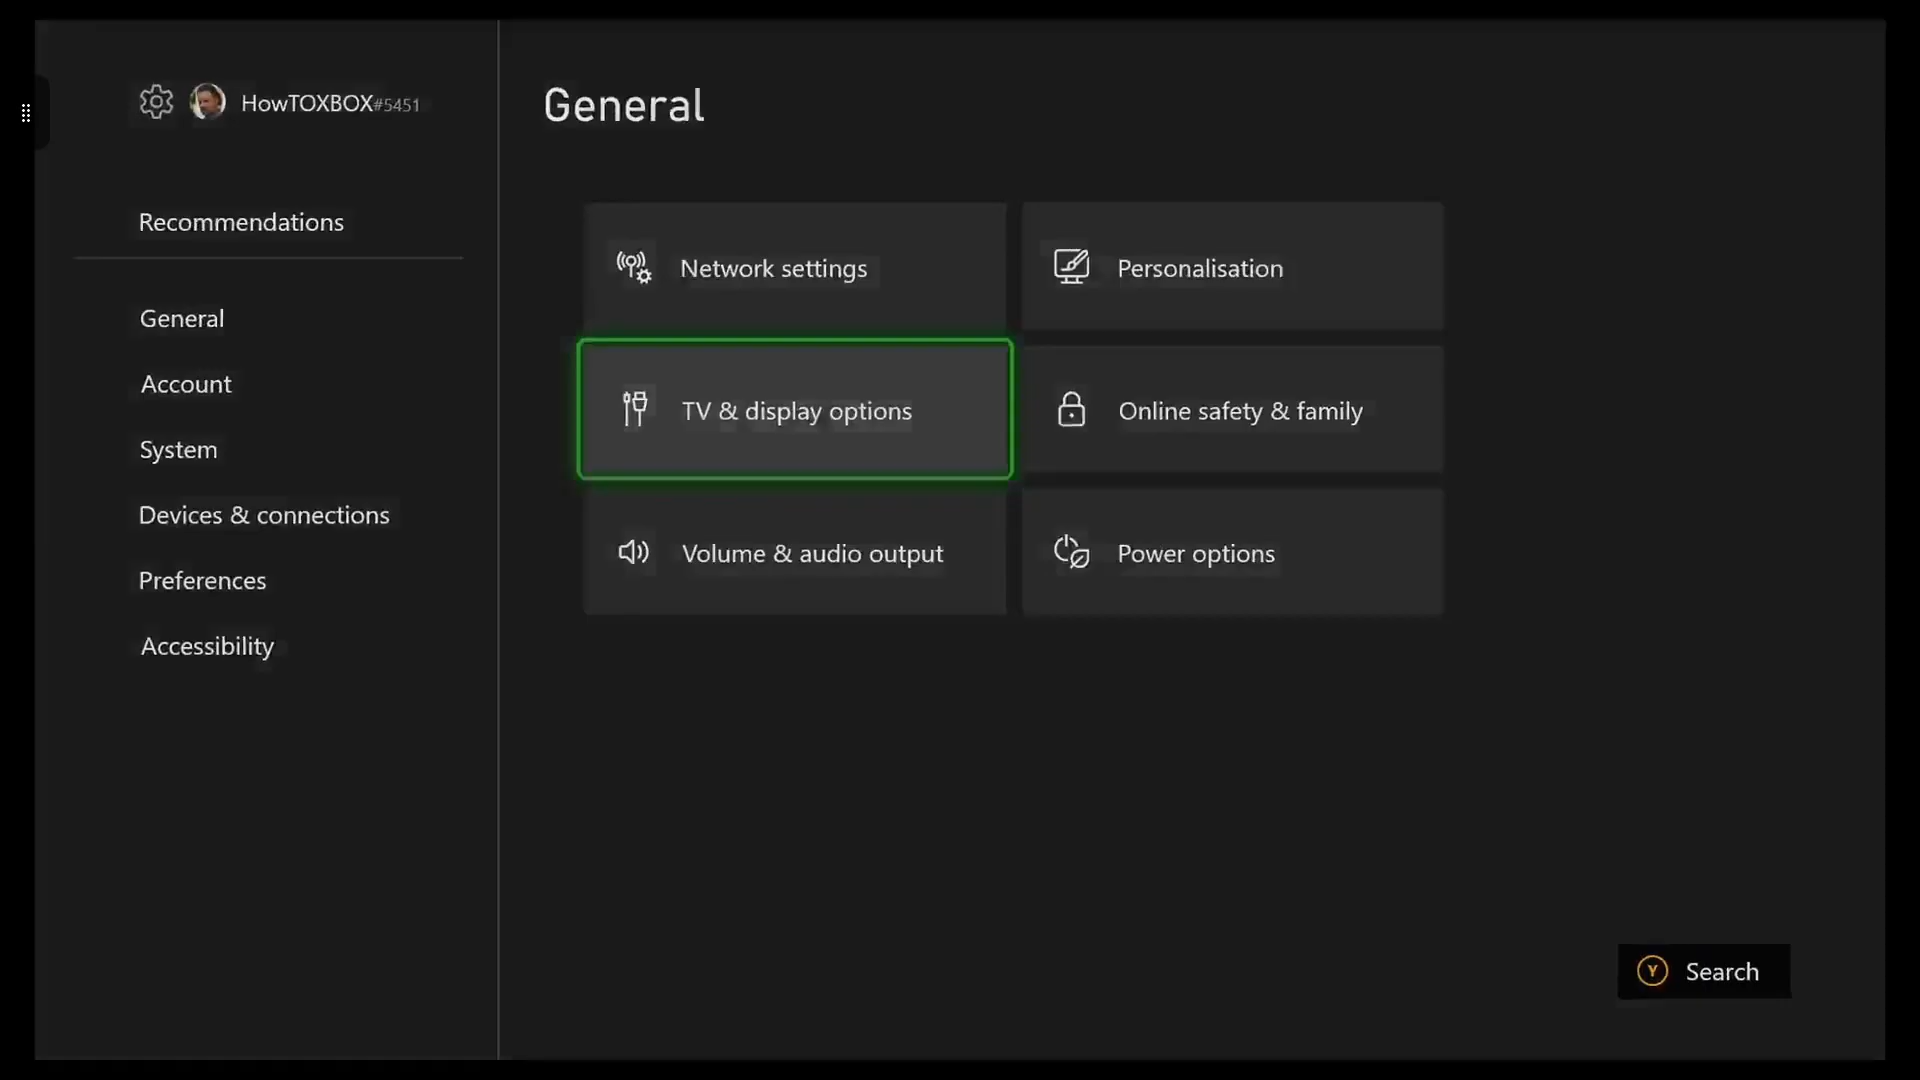 HowTOXBOX#5451
Recommendations
General
Account
System
Devices & connections
Preferences
Accessibility
General
Network settings
Personalisation
TV & display options
Online safety & family
Volume & audio output
Power options
Y Search